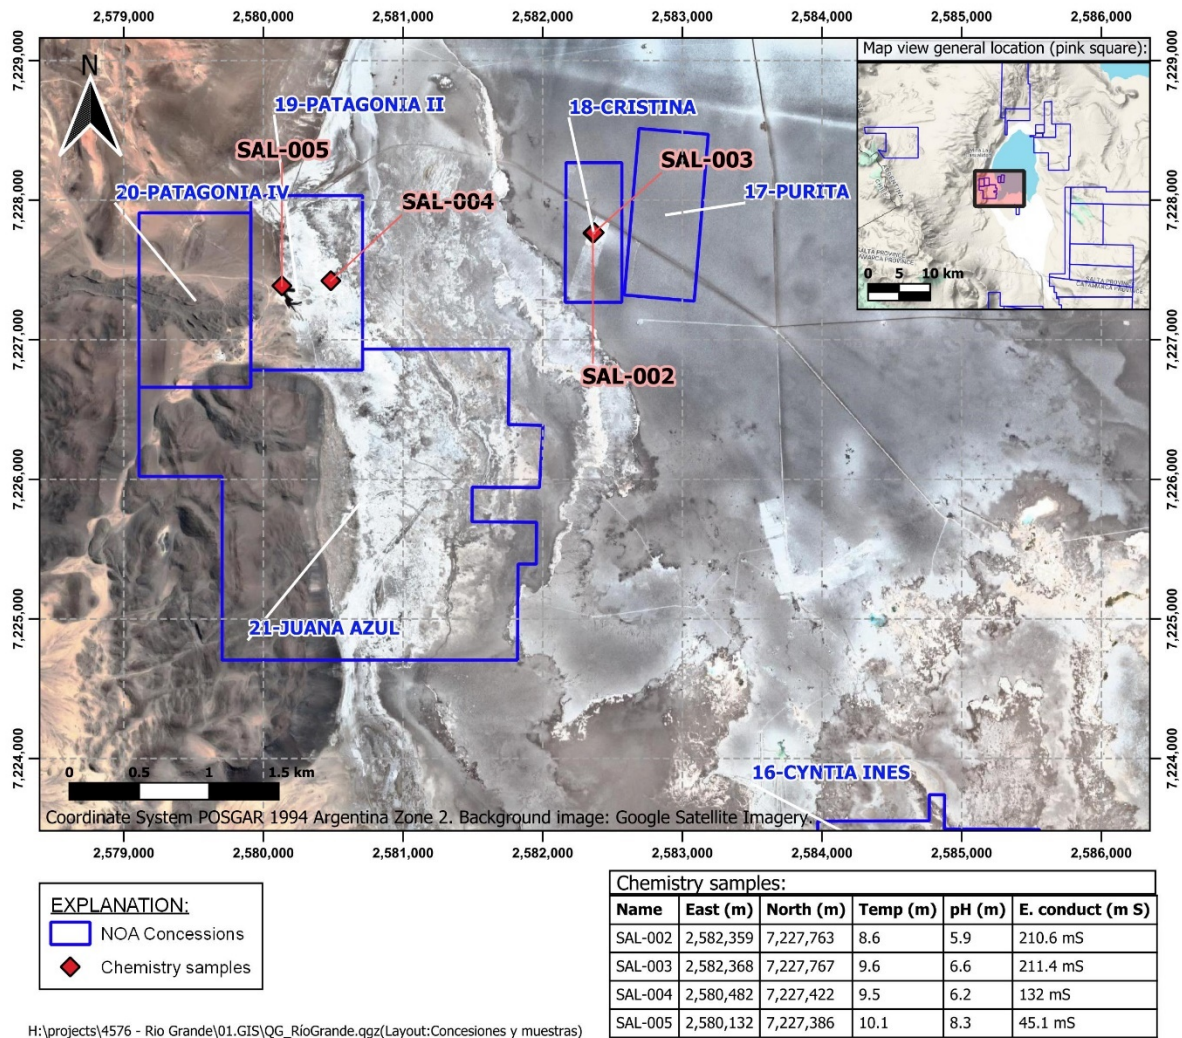 2,579,000 2,580,000 2,581,000 2,582,000 2,583,000 2,584,000 2,585,000 2,586,000
7,229,000
7,229,000
Map view general location (pink square):
N
19-PATAGONIA II
18-CRISTINA
SAL-005
SAL-003
20-PATAGONIA IV
SAL-004
17-PURITA
7,228,000
7,228,000
SALTA PROVINCE
CATAMARCA PROVINCE
SALTA PROVINCE
CATAMARCA PROVINCE
0 5 10 km
7,227,000
7,227,000
SAL-002
7,226,000
7,226,000
21-JUANA AZUL
7,225,000
7,225,000
7,224,000
7,224,000
0 0.5 1 1.5 km
16-CYNTIA INES
Coordinate System POSGAR 1994 Argentina Zone 2. Background image: Google Satellite Imagery.
2,579,000 2,580,000 2,581,000 2,582,000 2,583,000 2,584,000 2,585,000 2,586,000
EXPLANATION:
NOA Concessions
Chemistry samples
Chemistry samples:
Name East (m) North (m) Temp (m) pH (m) E. conduct (m S)
SAL-002 2,582,359 7,227,763 8.6 5.9 210.6 mS
SAL-003 2,582,368 7,227,767 9.6 6.6 211.4 mS
SAL-004 2,580,482 7,227,422 9.5 6.2 132 mS
SAL-005 2,580,132 7,227,386 10.1 8.3 45.1 mS
H:\projects\4576 - Rio Grande\01.GIS\QG_RíoGrande.qgz(Layout:Concesiones y muestras)